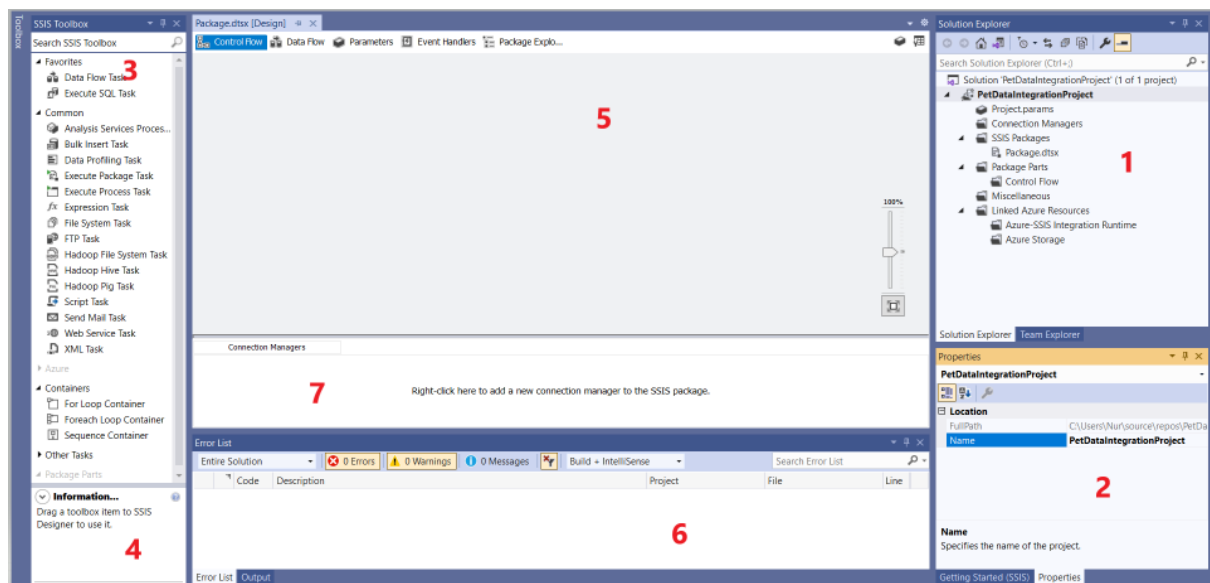 Toolbox
SSIS Toolbox
Search SSIS Toolbox
Favorites
3
Data Flow Task
Execute SQL Task
Common
Analysis Services Proces...
Bulk Insert Task
Data Profiling Task
Execute Package Task
Execute Process Task
fx Expression Task
File System Task
FTP Task
Hadoop File System Task
Hadoop Hive Task
Hadoop Pig Task
Script Task
Send Mail Task
Web Service Task
XML Task
Azure
Containers
For Loop Container
Foreach Loop Container
Sequence Container
Other Tasks
Package Parts
Information...
Drag a toolbox item to SSIS
Designer to use it.
4
Package.dtsx [Design]
Control Flow Data Flow Parameters Event Handlers Package Explo...
5
100%
Connection Managers
7
Right-click here to add a new connection manager to the SSIS package.
Error List
Entire Solution 0 Errors 0 Warnings 0 Messages Build + IntelliSense Search Error List
Code Description Project File Line
6
Error List Output
Solution Explorer
Search Solution Explorer (Ctrl+;)
Solution 'PetDataIntegrationProject' (1 of 1 project)
PetDataIntegrationProject
Project.params
Connection Managers
SSIS Packages
Package.dtsx
1
Package Parts
Control Flow
Miscellaneous
Linked Azure Resources
Azure-SSIS Integration Runtime
Azure Storage
Solution Explorer Team Explorer
Properties
PetDataIntegrationProject
Location
FullPath C:\Users\Nur\source\repos\PetDa
Name PetDataIntegrationProject
2
Name
Specifies the name of the project.
Getting Started (SSIS) Properties